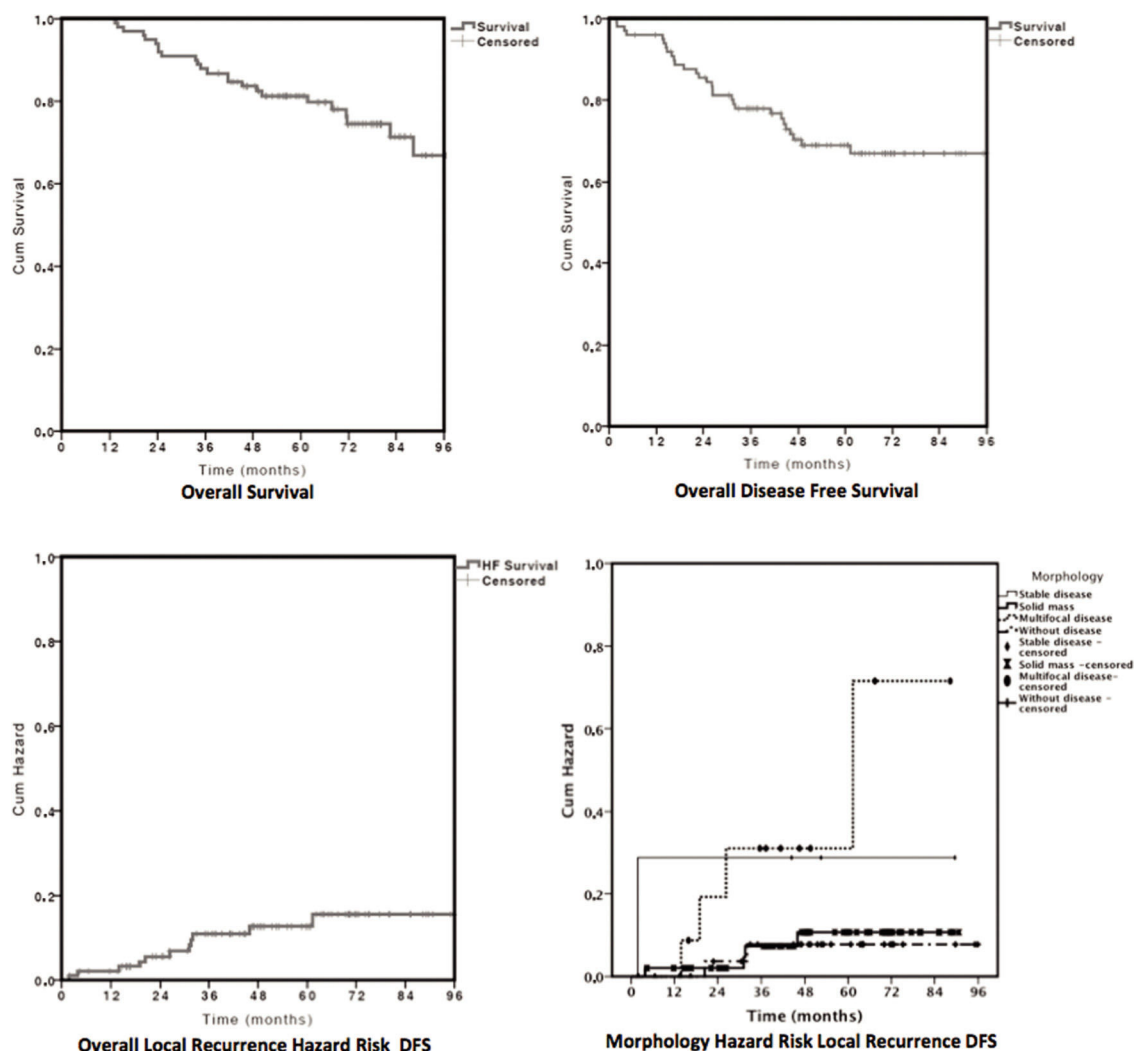 Survival
Censored
1.0
0.8
0.6
0.4
0.2
0.0
Cum Survival
0 12 24 36 48 60 72 84 96
Time (months)
Overall Survival
Survival
Censored
1.0
0.8
0.6
0.4
0.2
0.0
Cum Survival
0 12 24 36 48 60 72 84 96
Time (months)
Overall Disease Free Survival
HF Survival
Censored
1.0
0.8
0.6
0.4
0.2
0.0
Cum Hazard
0 12 24 36 48 60 72 84 96
Time (months)
Overall Local Recurrence Hazard Risk DFS
Morphology
Stable disease
Solid mass
Multifocal disease
Without disease
Stable disease -
censored
Solid mass -censored
Multifocal disease-
censored
Without disease -
censored
1.0
0.8
0.6
0.4
0.2
0.0
Cum Hazard
0 12 24 36 48 60 72 84 96
Time (months)
Morphology Hazard Risk Local Recurrence DFS